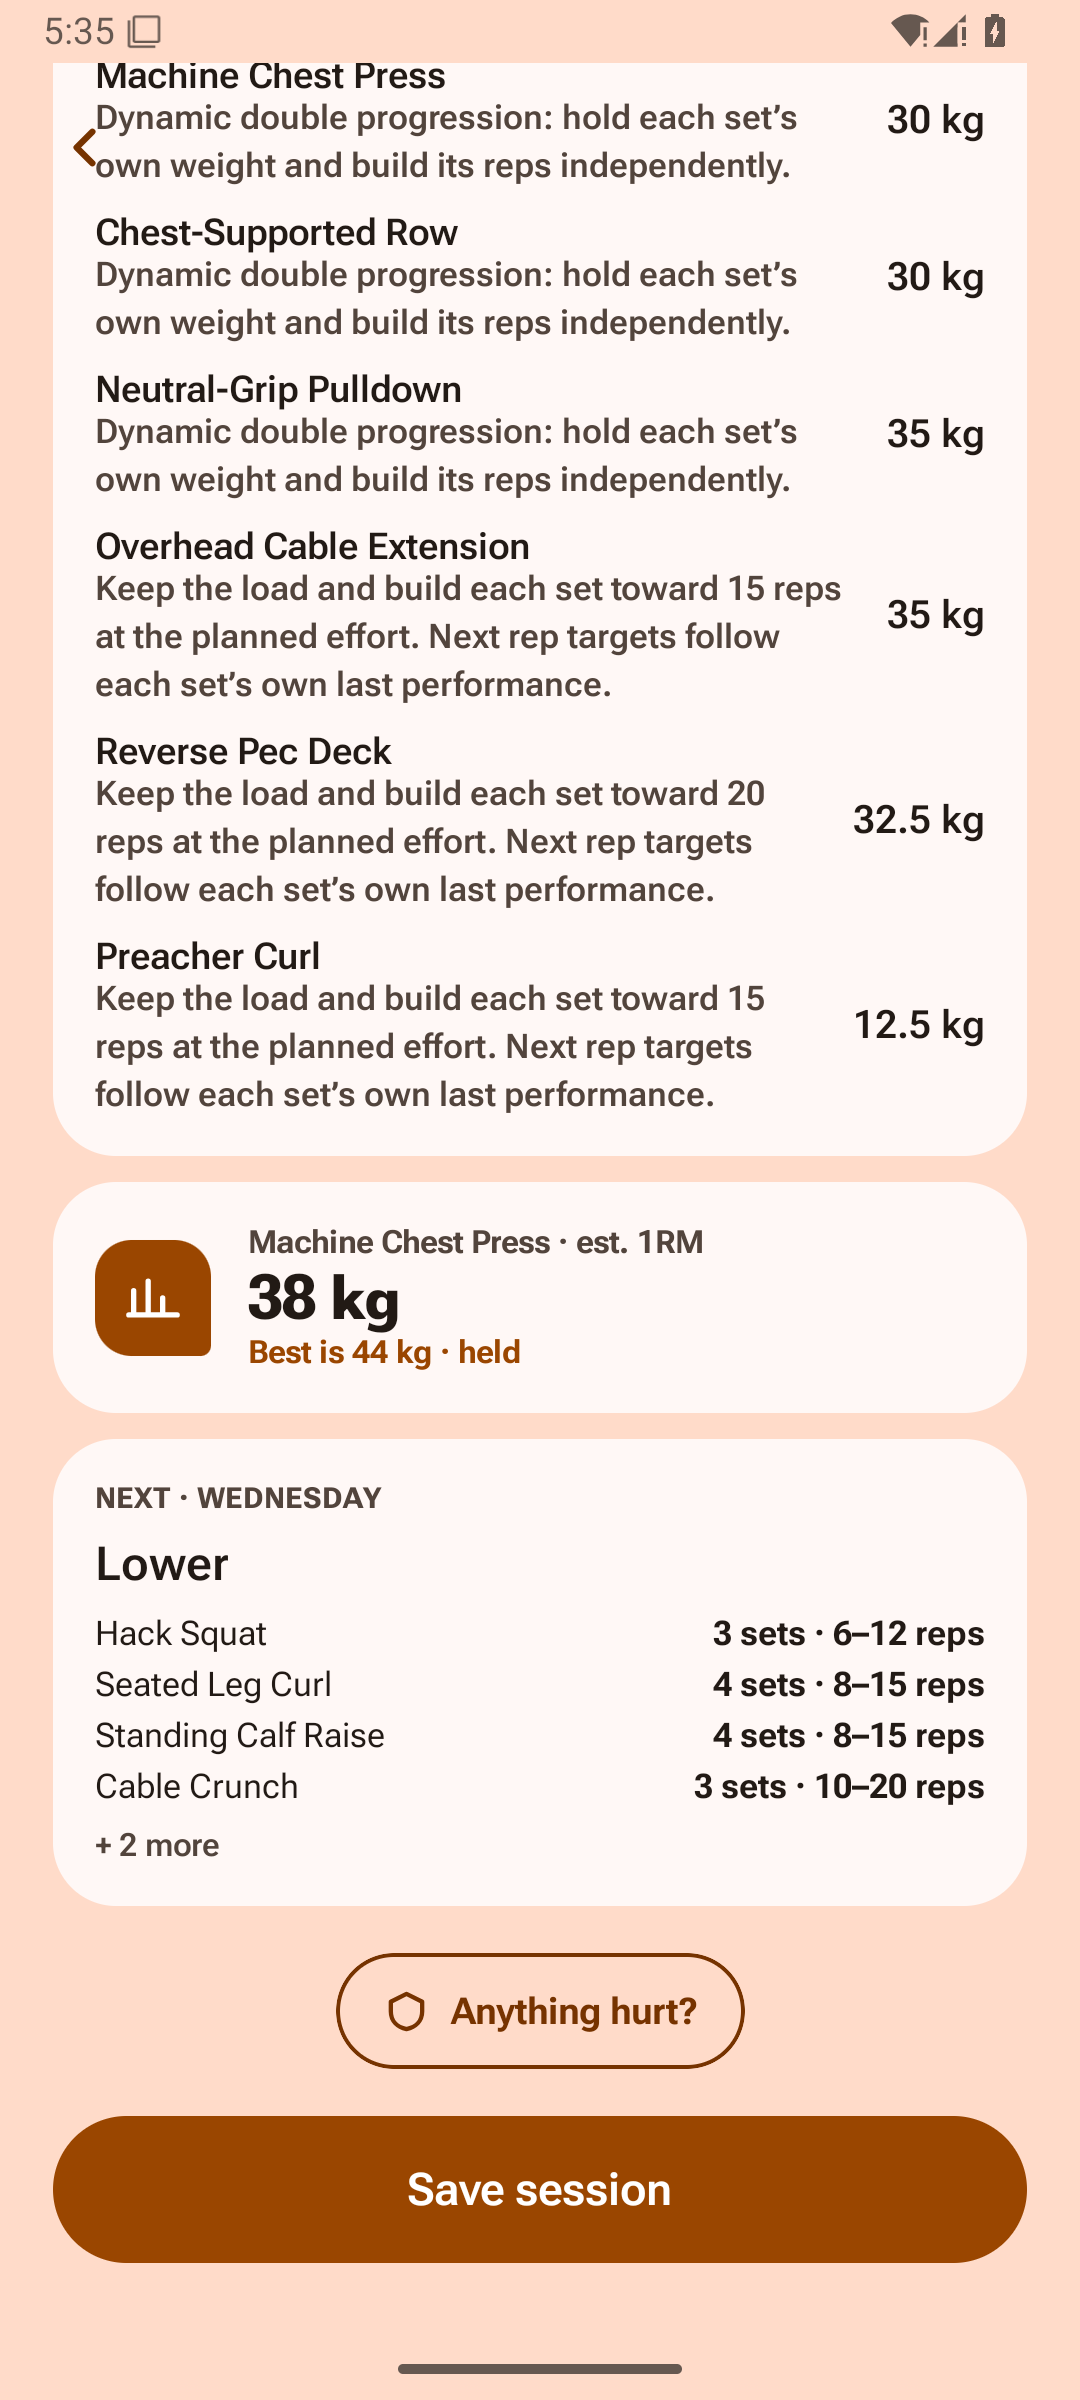 5:35
Machine Chest Press
Dynamic double progression: hold each set’s
own weight and build its reps independently.
30 kg
Chest-Supported Row
Dynamic double progression: hold each set’s
own weight and build its reps independently.
30 kg
Neutral-Grip Pulldown
Dynamic double progression: hold each set’s
own weight and build its reps independently.
35 kg
Overhead Cable Extension
Keep the load and build each set toward 15 reps
at the planned effort. Next rep targets follow
each set’s own last performance.
35 kg
Reverse Pec Deck
Keep the load and build each set toward 20
reps at the planned effort. Next rep targets
follow each set’s own last performance.
32.5 kg
Preacher Curl
Keep the load and build each set toward 15
reps at the planned effort. Next rep targets
follow each set’s own last performance.
12.5 kg
Machine Chest Press · est. 1RM
38 kg
Best is 44 kg · held
NEXT · WEDNESDAY
Lower
Hack Squat 3 sets · 6–12 reps
Seated Leg Curl 4 sets · 8–15 reps
Standing Calf Raise 4 sets · 8–15 reps
Cable Crunch 3 sets · 10–20 reps
+ 2 more
Anything hurt?
Save session